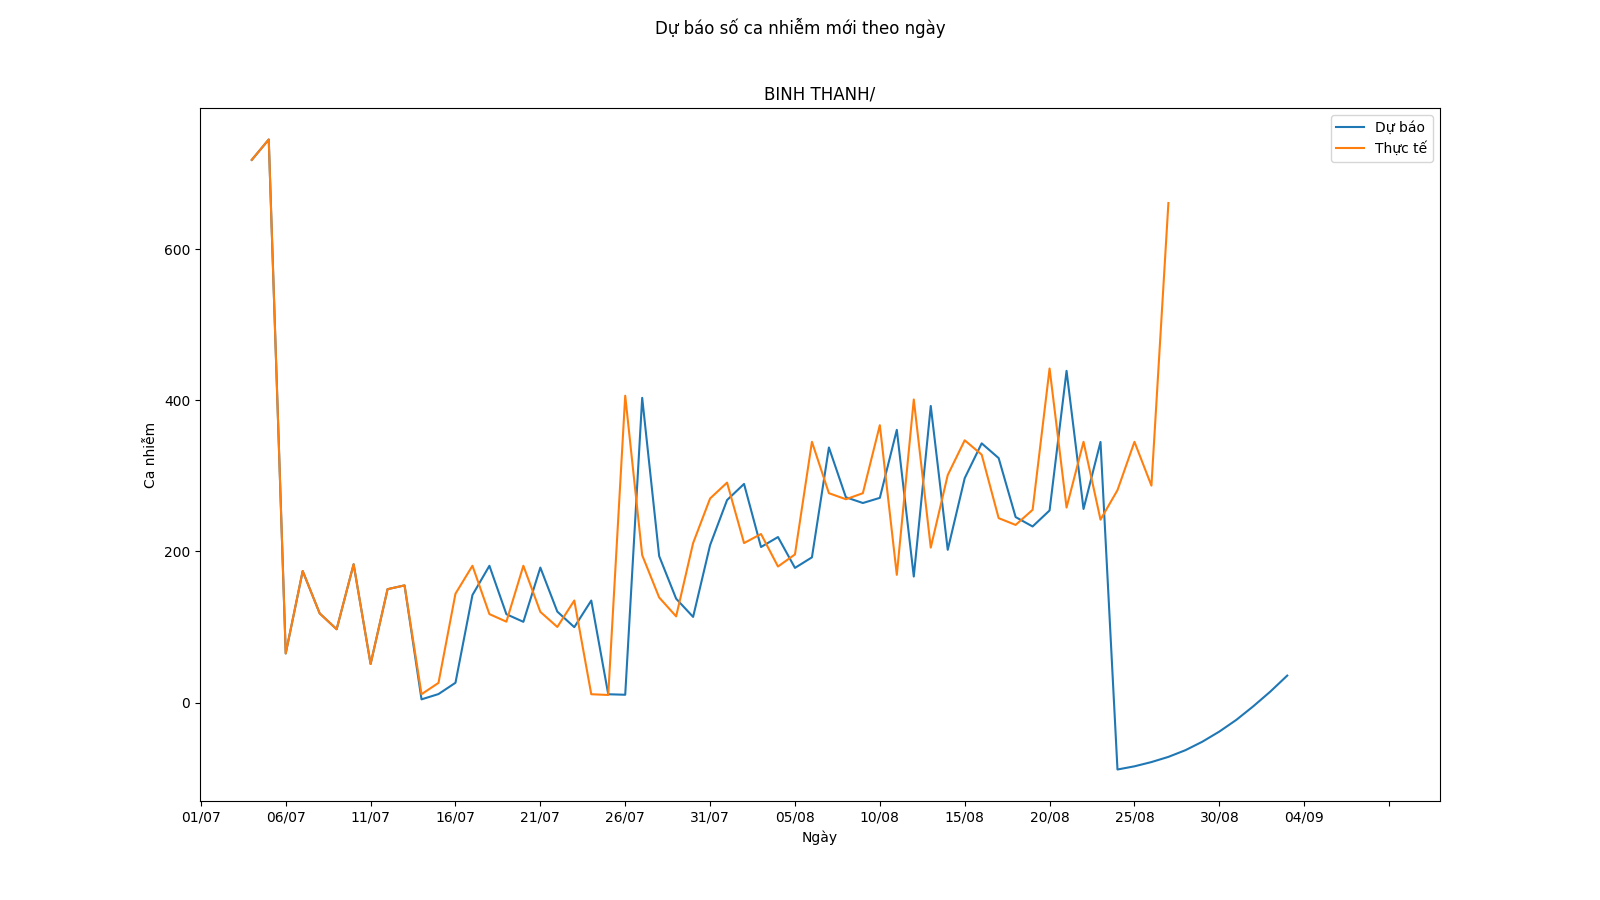 Dự báo số ca nhiễm mới theo ngày
BINH THANH/
Dự báo
Thực tế
600
400
200
0
Ca nhiễm
01/07 06/07 11/07 16/07 21/07 26/07 31/07 05/08 10/08 15/08 20/08 25/08 30/08 04/09
Ngày